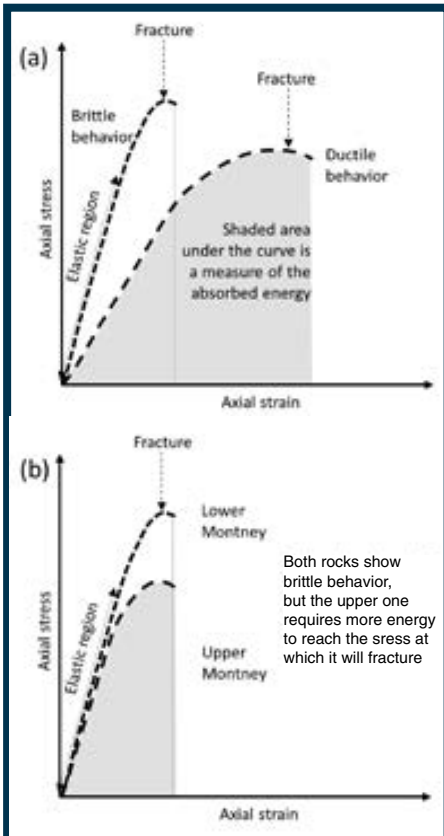 (a)
Fracture
Fracture
Brittle
behavior
Ductile
behavior
Elastic region
Axial stress
Shaded area
under the curve is
a measure of the
absorbed energy
Axial strain
(b)
Fracture
Lower
Montney
Both rocks show
brittle behavior,
but the upper one
requires more energy
to reach the sress at
which it will fracture
Elastic region
Axial stress
Upper
Montney
Axial strain